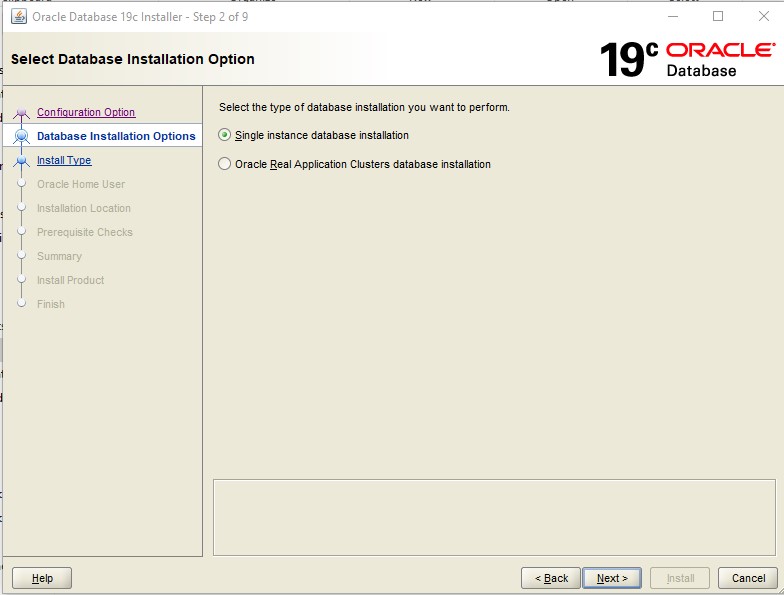 Oracle Database 19c Installer - Step 2 of 9
Select Database Installation Option
19c ORACLE
Database
Configuration Option
Database Installation Options
Install Type
Oracle Home User
Installation Location
Prerequisite Checks
Summary
Install Product
Finish
Select the type of database installation you want to perform.
Single instance database installation
Oracle Real Application Clusters database installation
Help
< Back
Next >
Install
Cancel